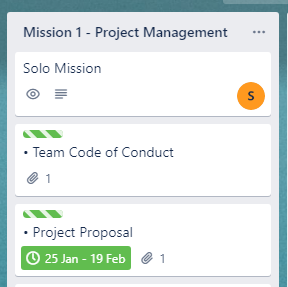 Mission 1 - Project Management
Solo Mission
S
• Team Code of Conduct
1
• Project Proposal
25 Jan - 19 Feb 1